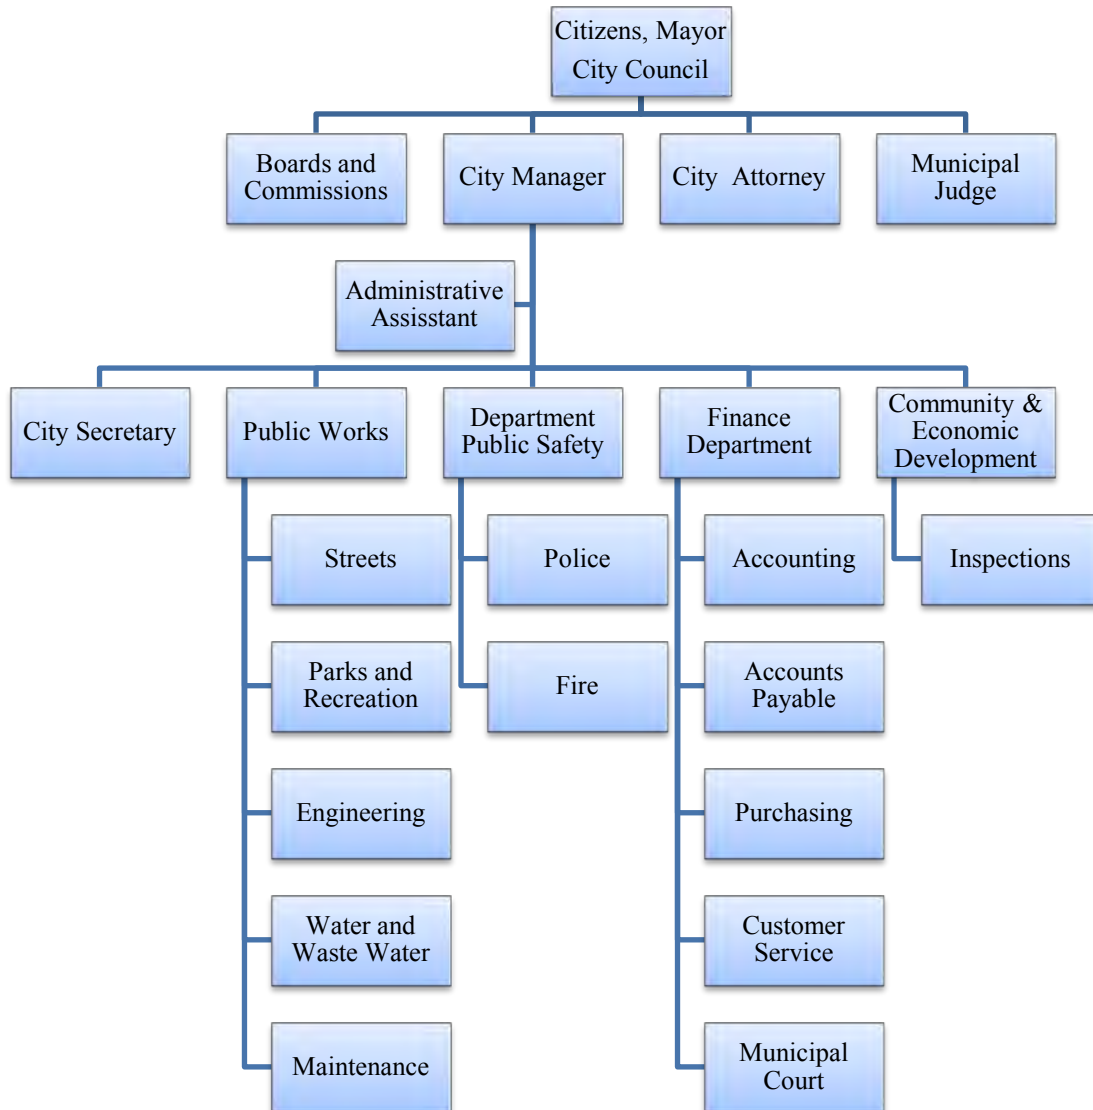 Citizens, Mayor
City Council
Boards and
Commissions
City Manager
City Attorney
Municipal
Judge
Administrative
Assisstant
City Secretary
Public Works
Department
Public Safety
Finance
Department
Community &
Economic
Development
Streets
Police
Accounting
Inspections
Parks and
Recreation
Fire
Accounts
Payable
Engineering
Purchasing
Water and
Waste Water
Customer
Service
Maintenance
Municipal
Court